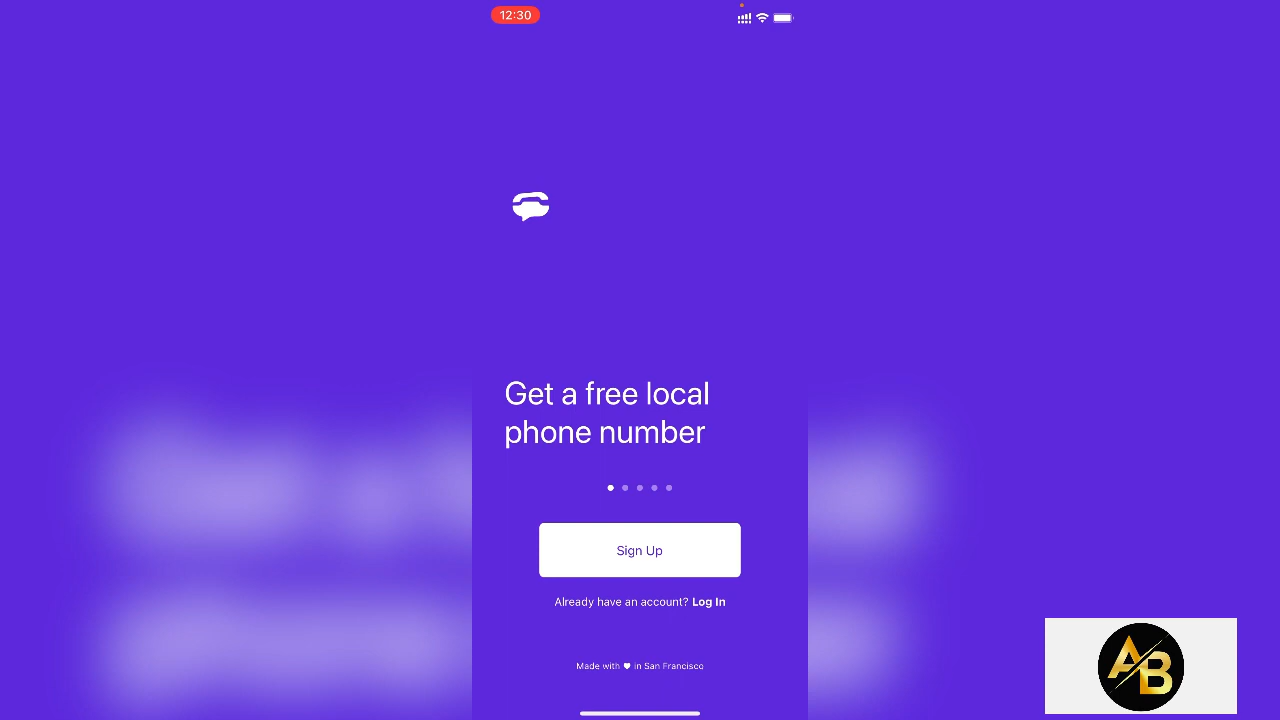 12:30
Get a free local
phone number
Sign Up
Already have an account? Log In
Made with ♥ in San Francisco
AB